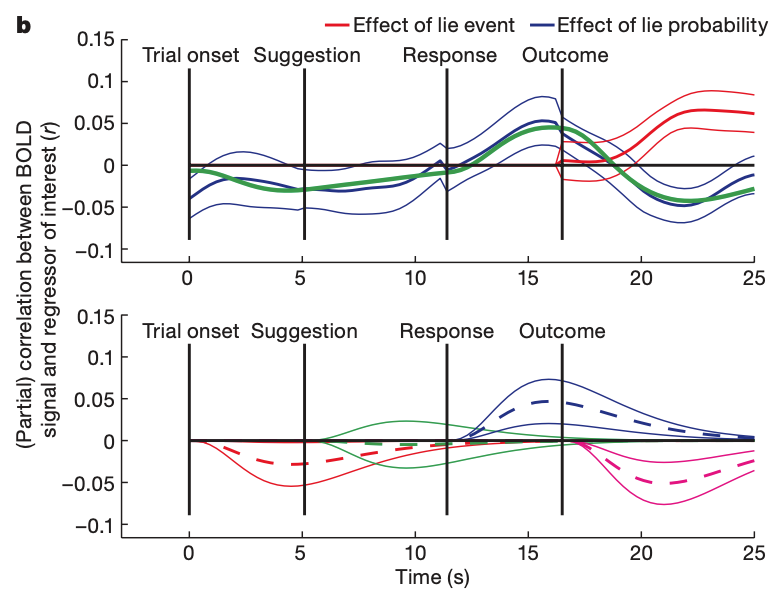 b
Effect of lie event Effect of lie probability
0.15
Trial onset Suggestion Response Outcome
0.1
0.05
0
−0.05
−0.1
0 5 10 15 20 25
(Partial) correlation between BOLD
signal and regressor of interest (r)
0.15
Trial onset Suggestion Response Outcome
0.1
0.05
0
−0.05
−0.1
0 5 10 15 20 25
Time (s)